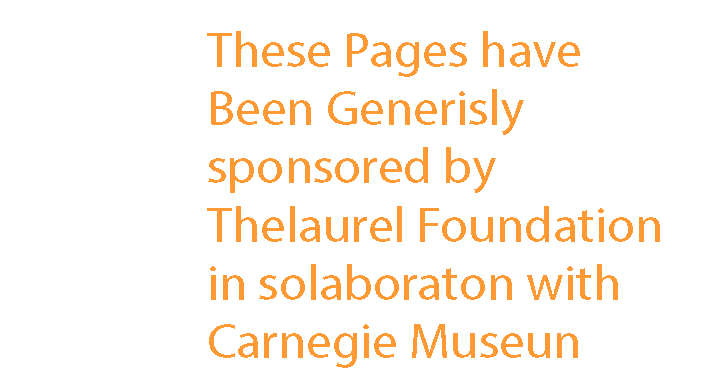 These Pages have
Been Generisly
sponsored by
Thelaurel Foundation
in solaboraton with
Carnegie Museun